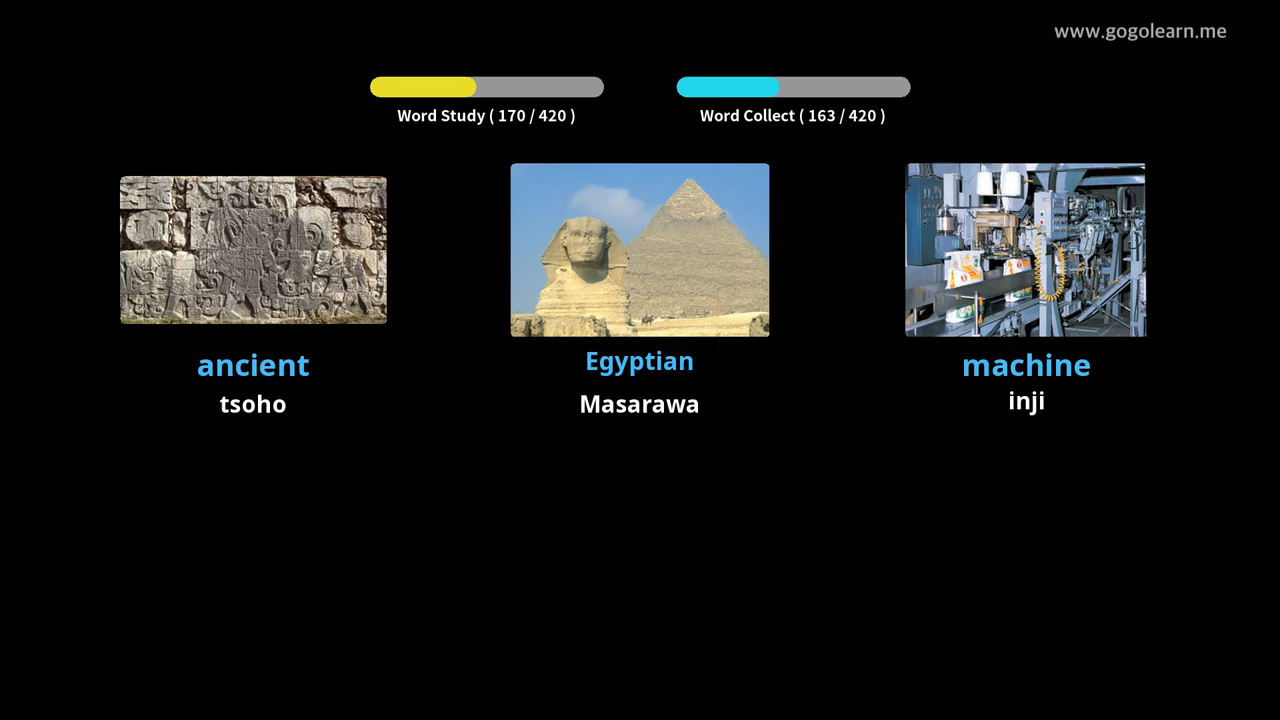 www.gogolearn.me
Word Study ( 170 / 420 )
Word Collect ( 163 / 420 )
ancient
Egyptian
machine
tsoho
Masarawa
inji